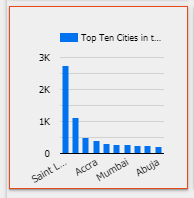 Top Ten Cities in t...
3K
2K
1K
0
Saint L...
Accra
Mumbai
Abuja